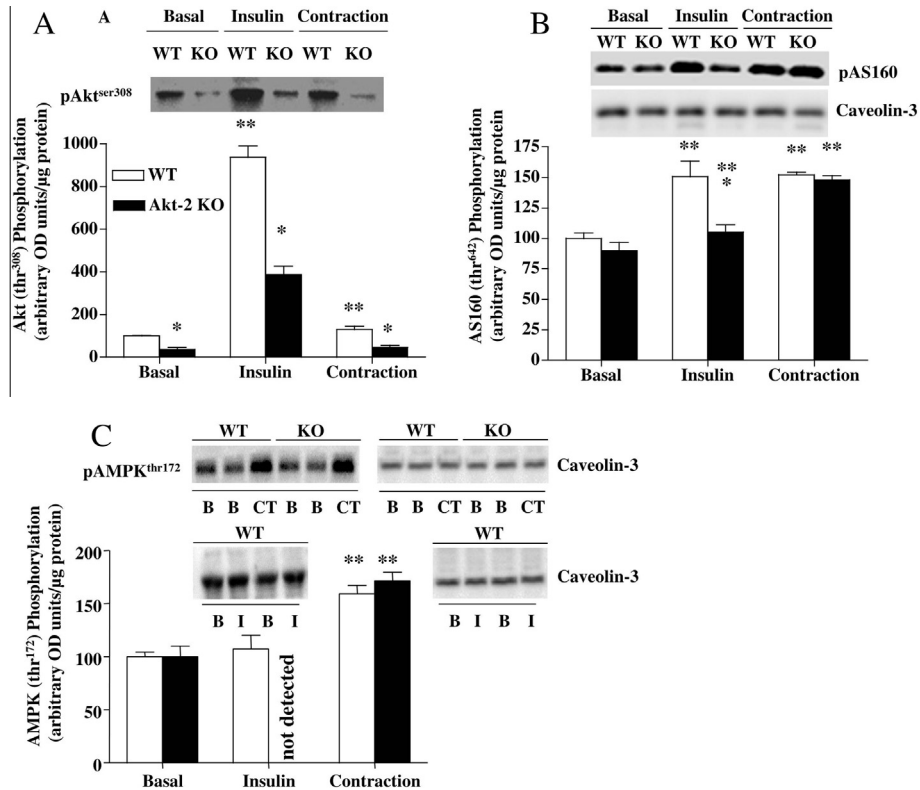 A
A
Basal Insulin Contraction
WT KO WT KO WT KO
pAkt^ser308
Akt (thr^308) Phosphorylation
(arbitrary OD units/µg protein)
1000
800
600
400
200
0
**
*
*
**
*
WT
Akt-2 KO
Basal Insulin Contraction
B
Basal Insulin Contraction
WT KO WT KO WT KO
pAS160
Caveolin-3
AS160 (thr^642) Phosphorylation
(arbitrary OD units/µg protein)
175
150
125
100
75
50
25
0
**
**
*
**
**
Basal Insulin Contraction
C
WT KO
pAMPK^thr172
B B CT B B CT
WT KO
Caveolin-3
B B CT B B CT
WT
B I B I
WT
Caveolin-3
B I B I
AMPK (thr^172) Phosphorylation
(arbitrary OD units/µg protein)
200
150
100
50
0
** **
not detected
Basal Insulin Contraction